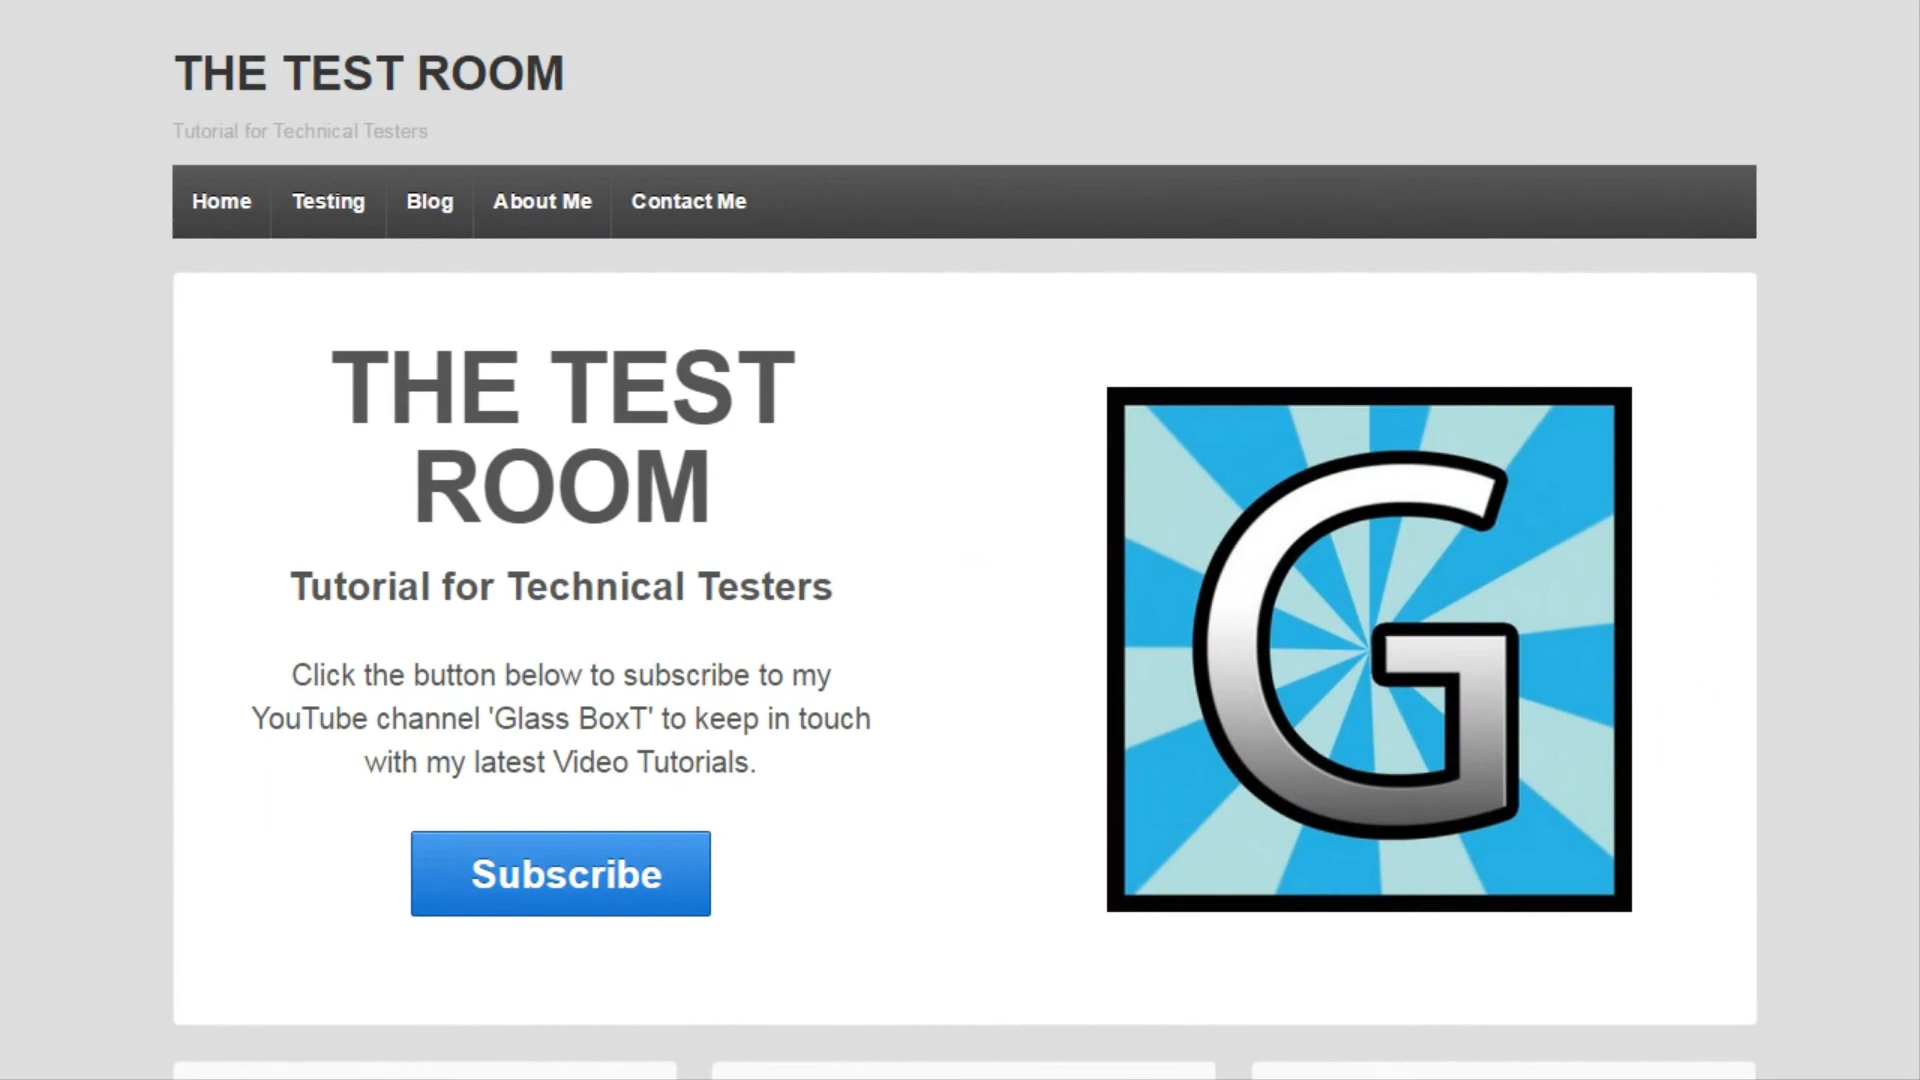 THE TEST ROOM
Tutorial for Technical Testers
Home Testing Blog About Me Contact Me
THE TEST
ROOM
Tutorial for Technical Testers
Click the button below to subscribe to my
YouTube channel 'Glass BoxT' to keep in touch
with my latest Video Tutorials.
Subscribe
G